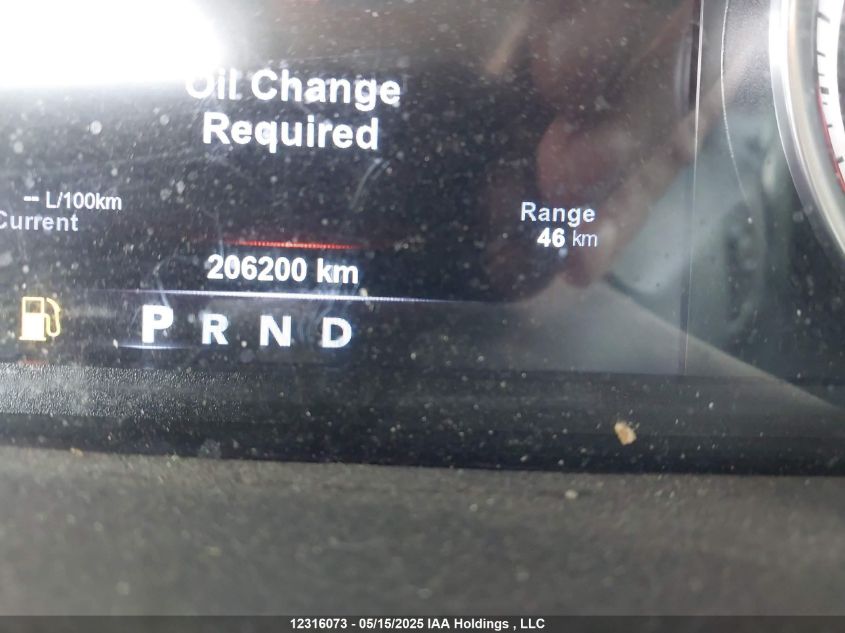 Oil Change
Required
-- L/100km
Current
Range
46 km
206200 km
P R N D
12316073 - 05/15/2025 IAA Holdings , LLC